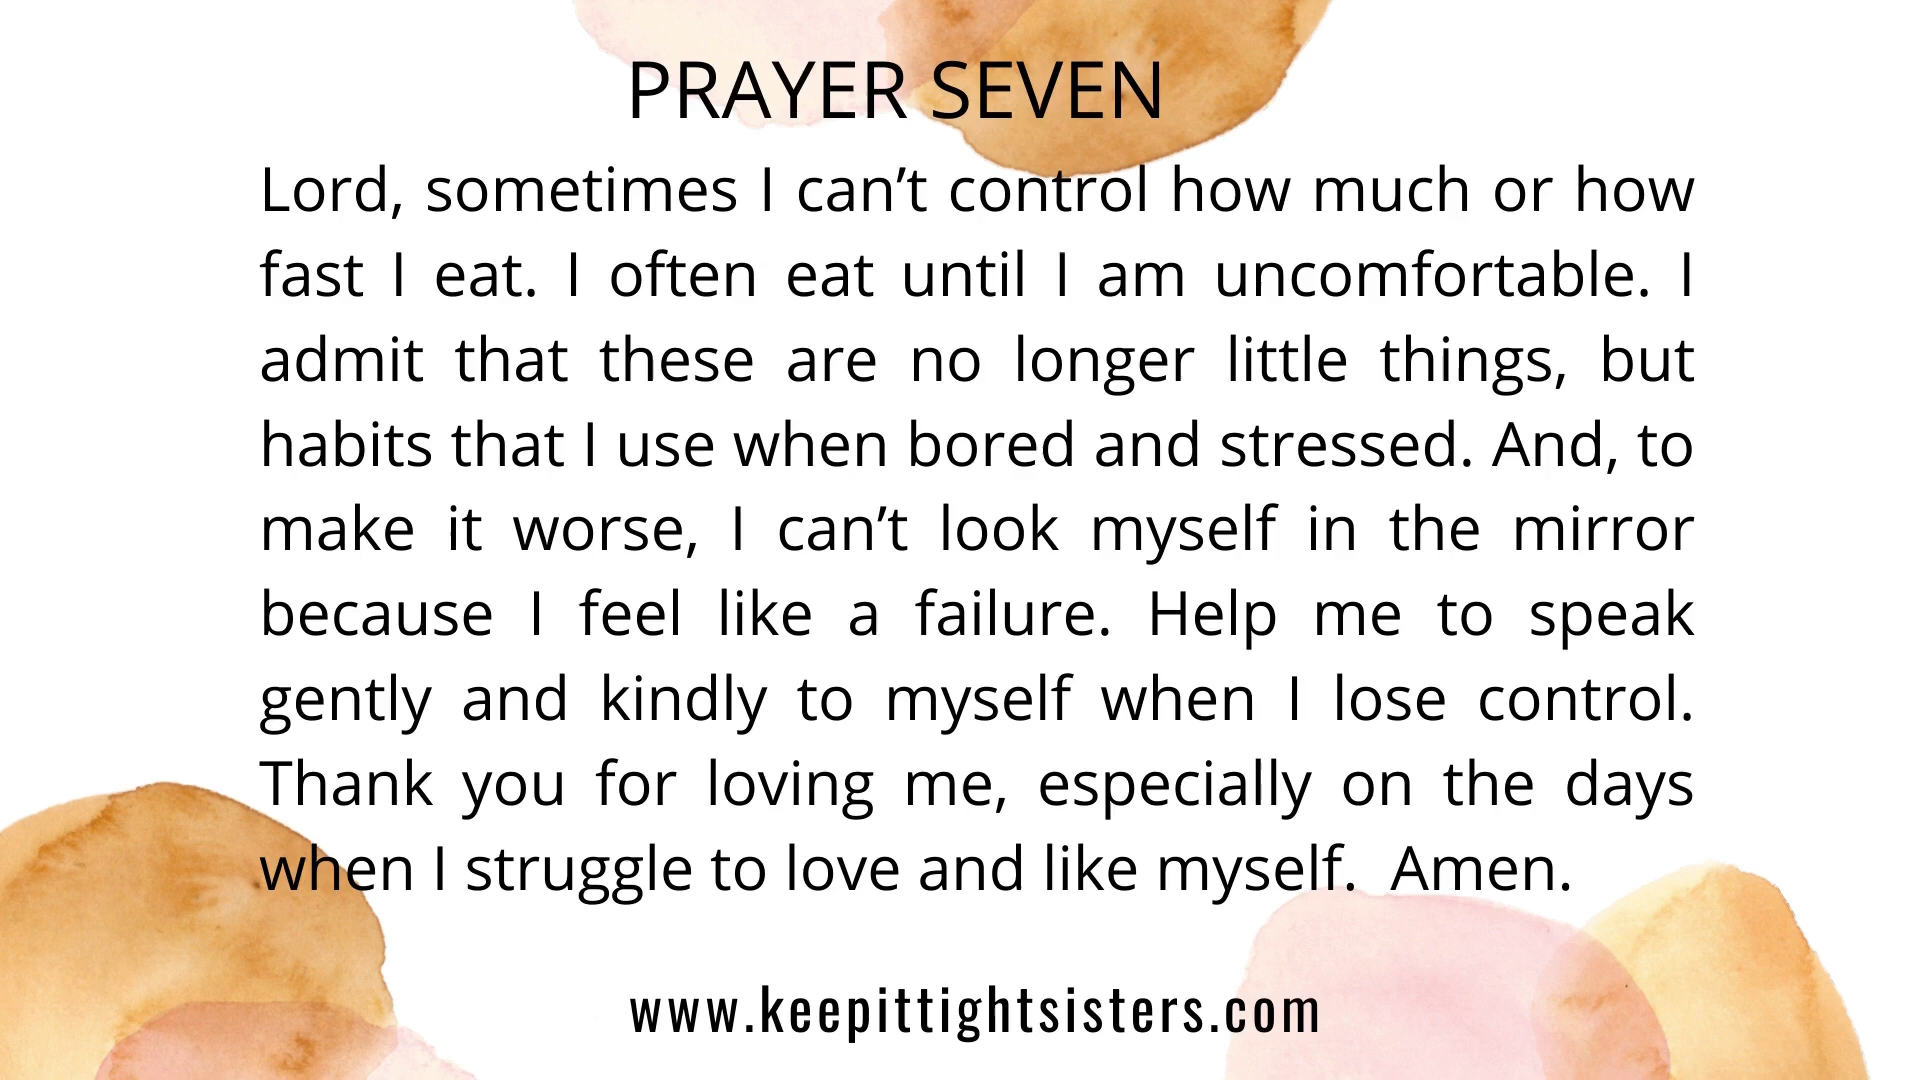 PRAYER SEVEN
Lord, sometimes I can’t control how much or how
fast I eat. I often eat until I am uncomfortable. I
admit that these are no longer little things, but
habits that I use when bored and stressed. And, to
make it worse, I can’t look myself in the mirror
because I feel like a failure. Help me to speak
gently and kindly to myself when I lose control.
Thank you for loving me, especially on the days
when I struggle to love and like myself.  Amen.
www.keepittightsisters.com